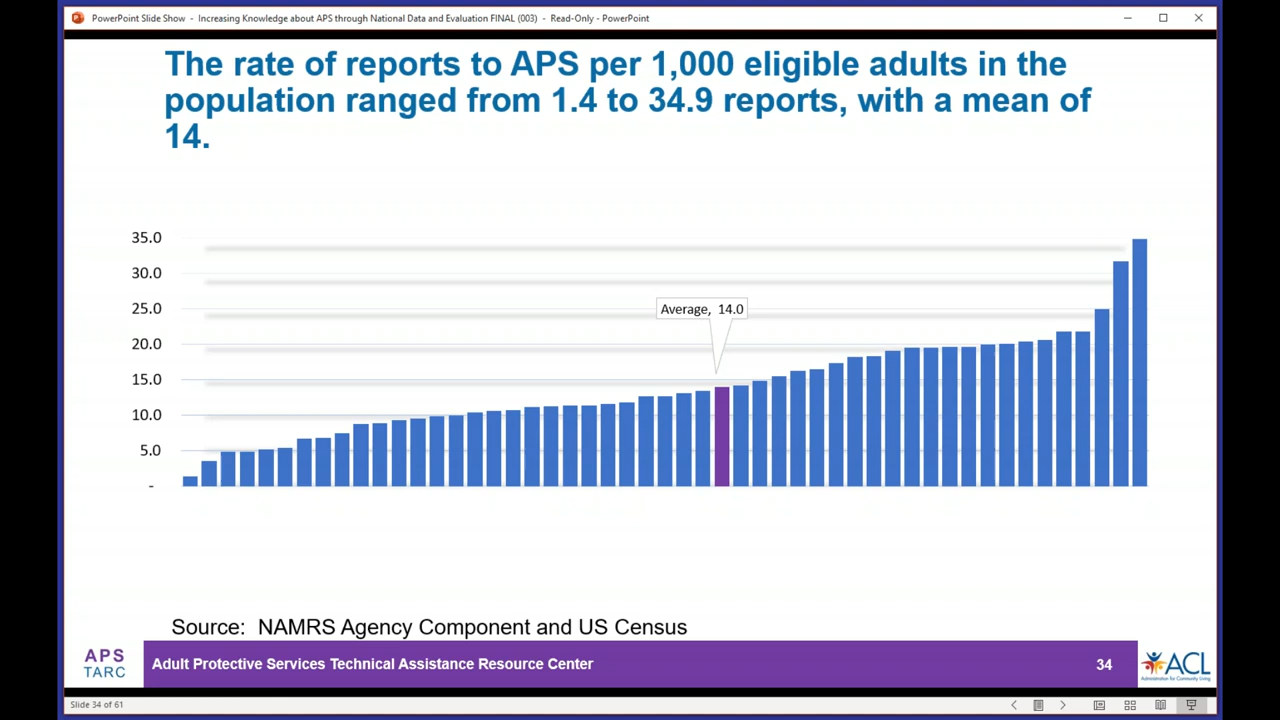 PowerPoint Slide Show - Increasing Knowledge about APS through National Data and Evaluation FINAL (003) - Read-Only - PowerPoint
The rate of reports to APS per 1,000 eligible adults in the
population ranged from 1.4 to 34.9 reports, with a mean of
14.
35.0
30.0
25.0
20.0
15.0
10.0
5.0
-
Average, 14.0
Source: NAMRS Agency Component and US Census
APS
TARC
Adult Protective Services Technical Assistance Resource Center
34
ACL
Administration for Community Living
Slide 34 of 61